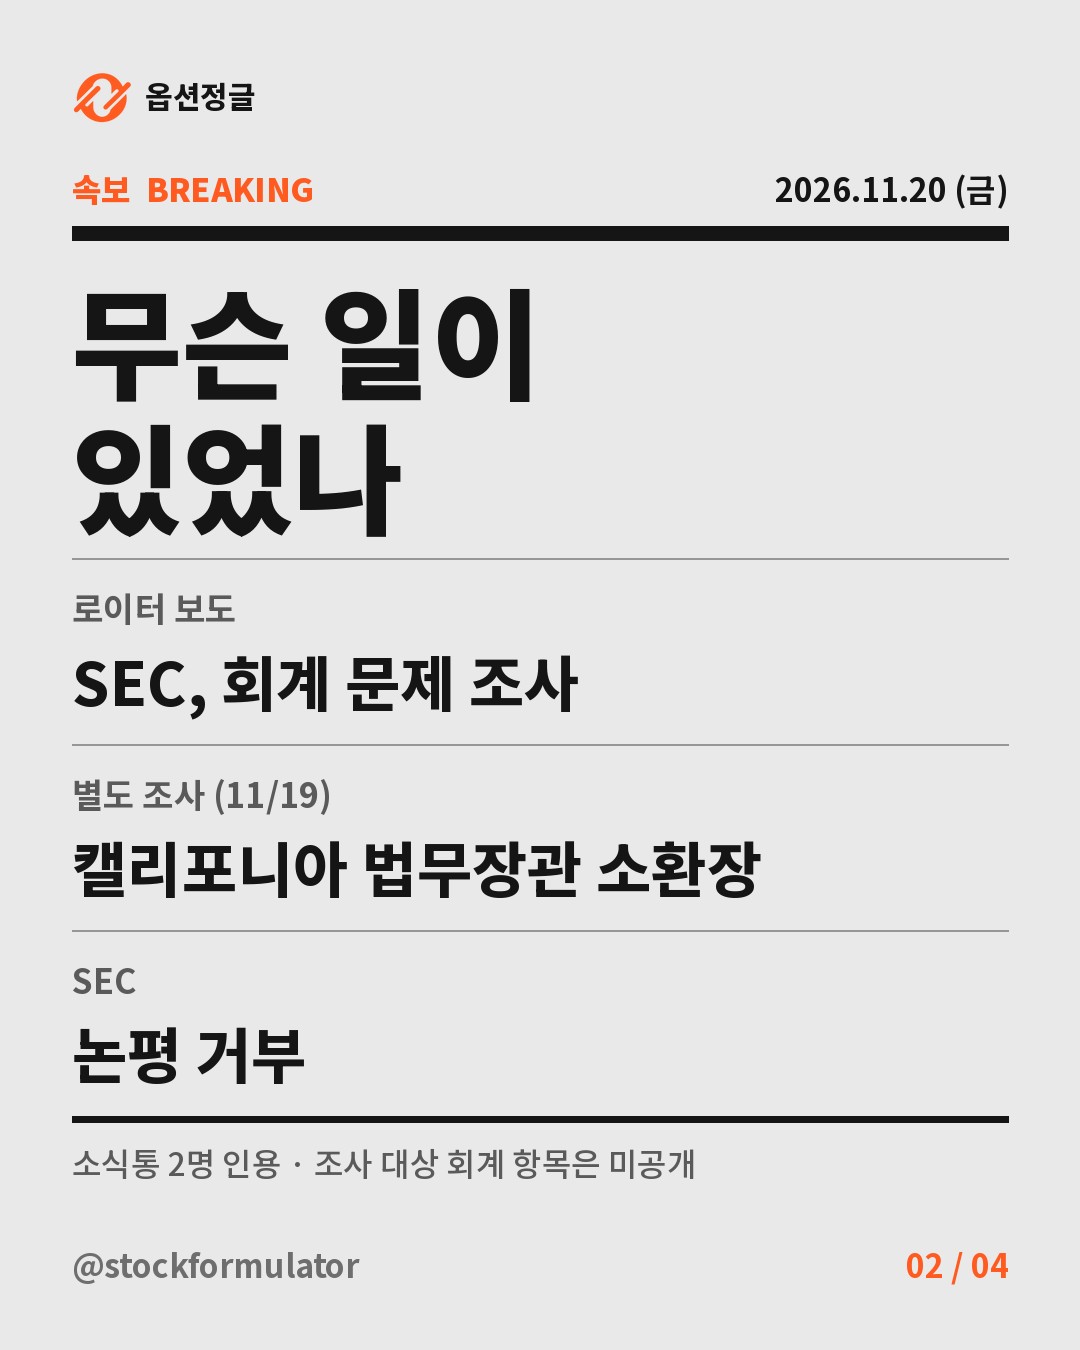 옵션정글
속보 BREAKING
2026.11.20 (금)
무슨 일이
있었나
로이터 보도
SEC, 회계 문제 조사
별도 조사 (11/19)
캘리포니아 법무장관 소환장
SEC
논평 거부
소식통 2명 인용 · 조사 대상 회계 항목은 미공개
@stockformulator
02 / 04